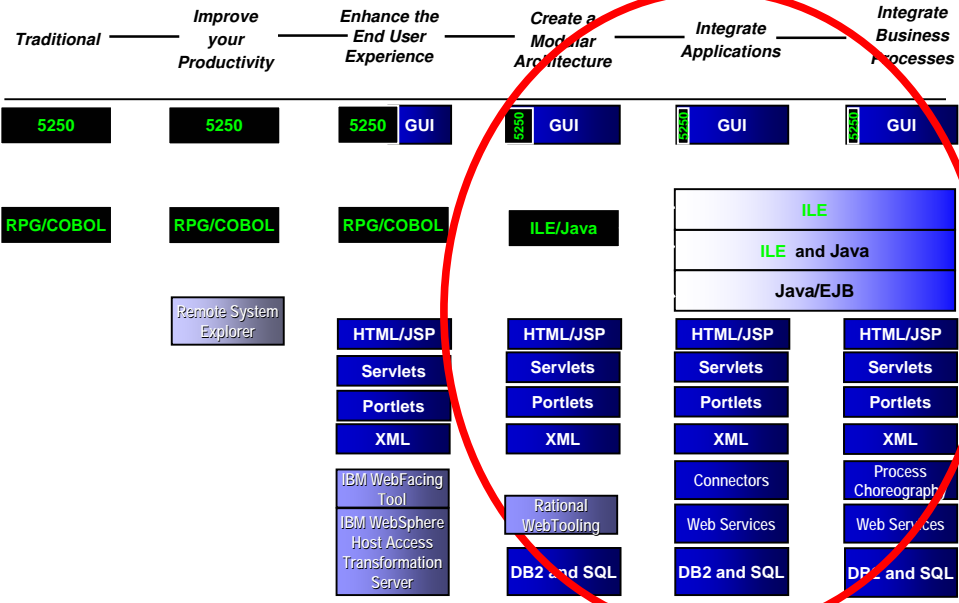 Traditional
Improve
your
Productivity
Enhance the
End User
Experience
Create a
Modular
Architecture
Integrate
Applications
Integrate
Business
Processes
5250
5250
5250 GUI
5250 GUI
5250 GUI
5250 GUI
RPG/COBOL
RPG/COBOL
RPG/COBOL
ILE/Java
ILE
ILE and Java
Java/EJB
Remote System
Explorer
HTML/JSP
HTML/JSP
HTML/JSP
HTML/JSP
Servlets
Servlets
Servlets
Servlets
Portlets
Portlets
Portlets
Portlets
XML
XML
XML
XML
IBM WebFacing
Tool
Connectors
Process
Choreography
IBM WebSphere
Host Access
Transformation
Server
Rational
WebTooling
Web Services
Web Services
DB2 and SQL
DB2 and SQL
DB2 and SQL